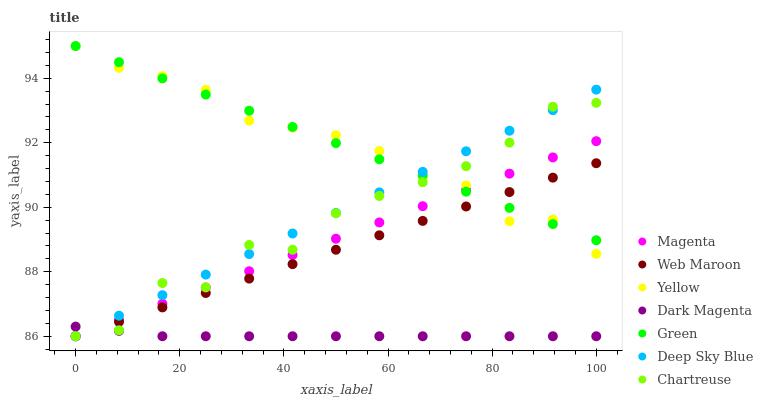 title
94
92
90
88
86
0 20 40 60 80 100
yaxis_label
xaxis_label
Magenta
Web Maroon
Yellow
Dark Magenta
Green
Deep Sky Blue
Chartreuse